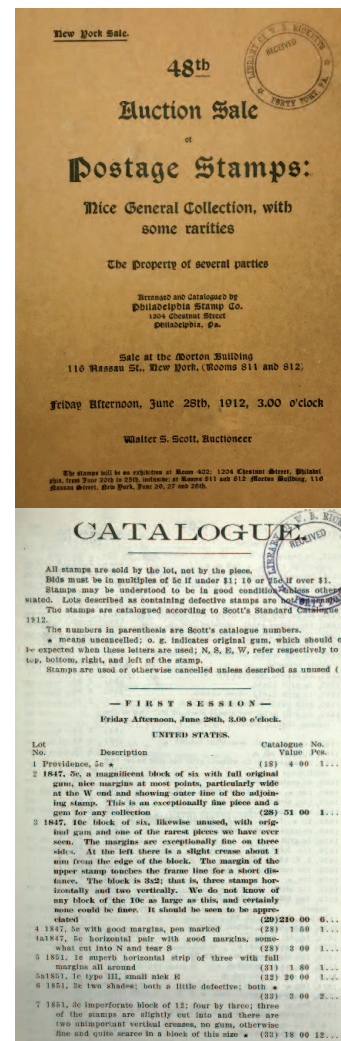 New York Sale.
LIBRARY OF W. B. RICKETTS
RECEIVED
FORTY FORT, PA.
48th
Auction Sale
of
Postage Stamps:
Nice General Collection, with
some rarities
The Property of several parties
Arranged and Catalogued by
Philadelphia Stamp Co.
1204 Chestnut Street
Philadelphia, Pa.
Sale at the Morton Building
116 Nassau St., New York, (Rooms 811 and 812)
Friday Afternoon, June 28th, 1912, 3.00 o'clock
Walter S. Scott, Auctioneer
The stamps will be on exhibition at Room 402; 1204 Chestnut Street, Philadel
phia, from June 20th to 25th, inclusive; at Rooms 811 and 812 Morton Building, 116
Nassau Street, New York, June 26, 27 and 28th.
CATALOGUE.
RECEIVED
All stamps are sold by the lot, not by the piece.
Bids must be in multiples of 5c if under $1; 10 or 25c if over $1.
Stamps may be understood to be in good condition unless other
stated. Lots described as containing defective stamps are not
The stamps are catalogued according to Scott's Standard Catalogue
1912.
The numbers in parenthesis are Scott's catalogue numbers.
★ means uncancelled; o. g. indicates original gum, which should
be expected when these letters are used; N, S, E, W, refer respectively to
top, bottom, right, and left of the stamp.
Stamps are used or otherwise cancelled unless described as unused (
— FIRST SESSION —
Friday Afternoon, June 28th, 3.00 o'clock.
UNITED STATES.
Lot Catalogue No.
No. Description Value Pcs.
1 Providence, 5c ★ (18) 4 00 1...
2 1847, 5c, a magnificent block of six with full original
gum, nice margins at most points, particularly wide
at the W end and showing outer line of the adjoin-
ing stamp. This is an exceptionally fine piece and a
gem for any collection (28) 51 00 1...
3 1847, 10c block of six, likewise unused, with orig-
inal gum and one of the rarest pieces we have ever
seen. The margins are exceptionally fine on three
sides. At the left there is a slight crease about 1
mm from the edge of the block. The margin of the
upper stamp touches the frame line for a short dis-
tance. The block is 3x2; that is, three stamps hor-
izontally and two vertically. We do not know of
any block of the 10c as large as this, and certainly
none could be finer. It should be seen to be appre-
ciated (29) 210 00 6...
4 1847, 5c with good margins, pen marked (28) 1 50 1...
4a 1847, 5c horizontal pair with good margins, some-
what cut into N and tear S (28) 3 00 1...
5 1851, 1c superb horizontal strip of three with full
margins all around (31) 1 80 1...
5a 1851, 1c type III, small nick E (32) 20 00 1...
6 1851, 3c two shades; both a little defective; both ★
(33) 3 00 2...
7 1851, 3c imperforate block of 12; four by three; three
of the stamps are slightly cut into and there are
two unimportant vertical creases, no gum, otherwise
fine and quite scarce in a block of this size ★ (33) 18 00 12...